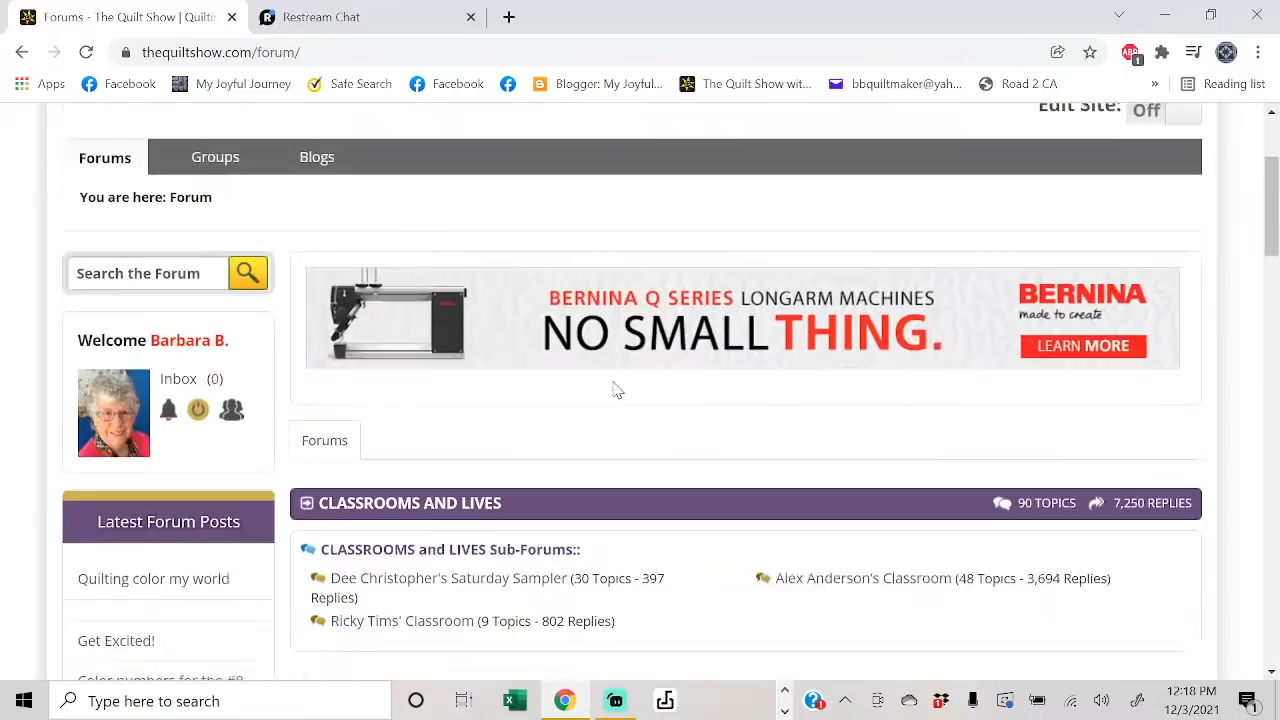 Forums - The Quilt Show: Quiltin
Restream Chat
thequiltshow.com/forum/
Apps
Facebook
My Joyful Journey
Safe Search
Facebook
Blogger: My Joyful...
The Quilt Show wit...
bbquiltmaker@yah...
Road 2 CA
»
Reading list
Edit Site:
Off
Forums
Groups
Blogs
You are here: Forum
Search the Forum
BERNINA Q SERIES LONGARM MACHINES
NO SMALL THING.
BERNINA
made to create
LEARN MORE
Welcome Barbara B.
Inbox (0)
Forums
CLASSROOMS AND LIVES
90 TOPICS
7,250 REPLIES
Latest Forum Posts
CLASSROOMS and LIVES Sub-Forums::
Dee Christopher's Saturday Sampler (30 Topics - 397
Replies)
Alex Anderson's Classroom (48 Topics - 3,694 Replies)
Ricky Tims' Classroom (9 Topics - 802 Replies)
Quilting color my world
Get Excited!
Color numbers for the #8
Type here to search
12:18 PM
12/3/2021